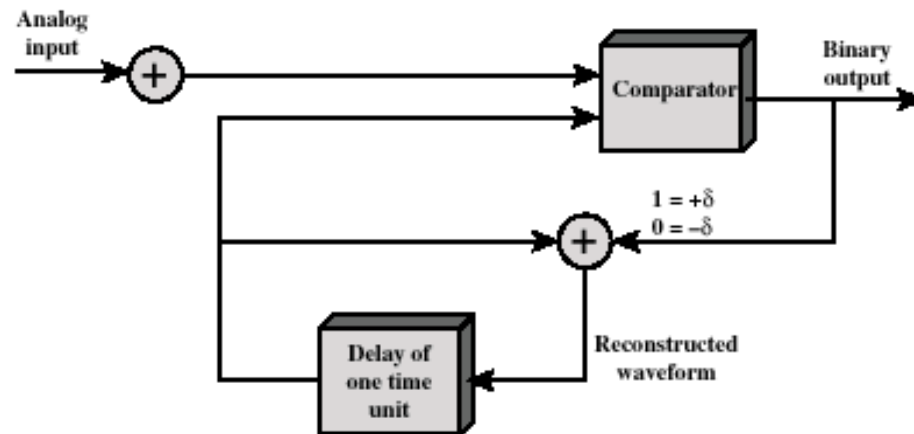 Analog
input
+
Comparator
Binary
output
1 = +δ
0 = –δ
+
Delay of
one time
unit
Reconstructed
waveform